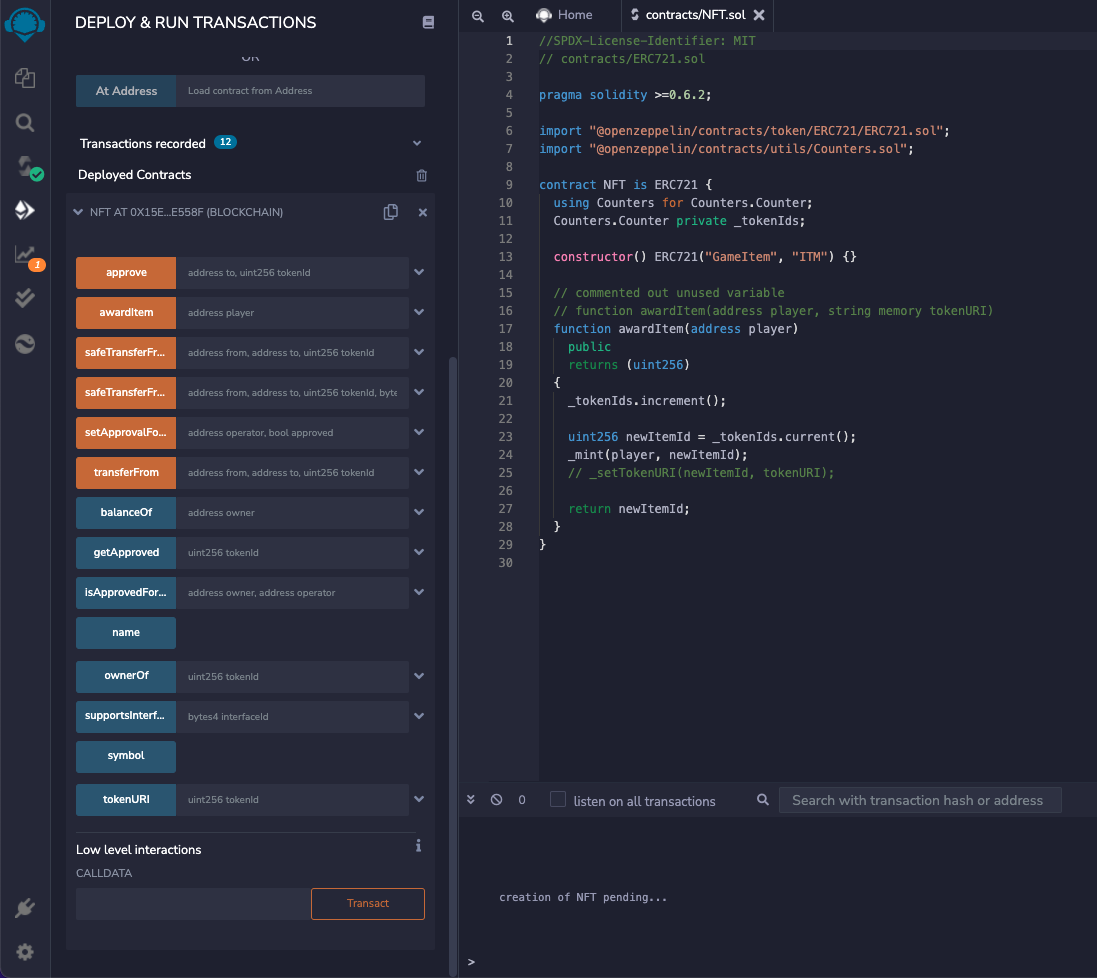 DEPLOY & RUN TRANSACTIONS
OR
At Address
Load contract from Address
Transactions recorded 12
Deployed Contracts
NFT AT 0X15E...E558F (BLOCKCHAIN)
approve
address to, uint256 tokenId
awardItem
address player
safeTransferFr...
address from, address to, uint256 tokenId
safeTransferFr...
address from, address to, uint256 tokenId, byte
setApprovalFo...
address operator, bool approved
transferFrom
address from, address to, uint256 tokenId
balanceOf
address owner
getApproved
uint256 tokenId
isApprovedFor...
address owner, address operator
name
ownerOf
uint256 tokenId
supportsInterf...
bytes4 interfaceId
symbol
tokenURI
uint256 tokenId
Low level interactions
i
CALLDATA
Transact
1
Home
contracts/NFT.sol
1 //SPDX-License-Identifier: MIT
2 // contracts/ERC721.sol
3
4 pragma solidity >=0.6.2;
5
6 import "@openzeppelin/contracts/token/ERC721/ERC721.sol";
7 import "@openzeppelin/contracts/utils/Counters.sol";
8
9 contract NFT is ERC721 {
10 using Counters for Counters.Counter;
11 Counters.Counter private _tokenIds;
12
13 constructor() ERC721("GameItem", "ITM") {}
14
15 // commented out unused variable
16 // function awardItem(address player, string memory tokenURI)
17 function awardItem(address player)
18 public
19 returns (uint256)
20 {
21 _tokenIds.increment();
22
23 uint256 newItemId = _tokenIds.current();
24 _mint(player, newItemId);
25 // _setTokenURI(newItemId, tokenURI);
26
27 return newItemId;
28 }
29 }
30
0
listen on all transactions
Search with transaction hash or address
creation of NFT pending...
>